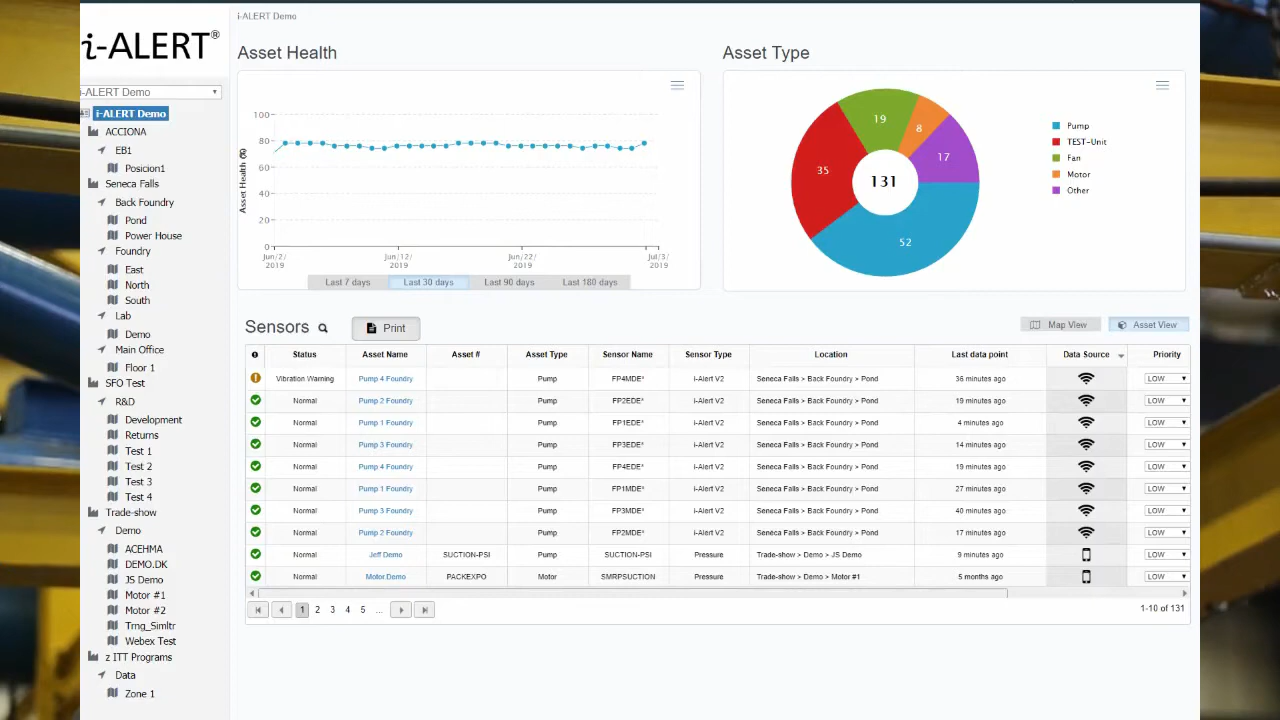 i-ALERT Demo
i-ALERT®
i-ALERT Demo
i-ALERT Demo
ACCIONA
EB1
Posicion1
Seneca Falls
Back Foundry
Pond
Power House
Foundry
East
North
South
Lab
Demo
Main Office
Floor 1
SFO Test
R&D
Development
Returns
Test 1
Test 2
Test 3
Test 4
Trade-show
Demo
ACEHMA
DEMO.DK
JS Demo
Motor #1
Motor #2
Trng_Simltr
Webex Test
z ITT Programs
Data
Zone 1
Asset Health
Asset Health (%)
100
80
60
40
20
0
Jun/2/ 2019
Jun/12/ 2019
Jun/22/ 2019
Jul/3/ 2019
Last 7 days Last 30 days Last 90 days Last 180 days
Asset Type
19
8
17
35
131
52
Pump
TEST-Unit
Fan
Motor
Other
Sensors Print Map View Asset View
Status Asset Name Asset # Asset Type Sensor Name Sensor Type Location Last data point Data Source Priority
Vibration Warning Pump 4 Foundry Pump FP4MDE* i-Alert V2 Seneca Falls > Back Foundry > Pond 36 minutes ago LOW
Normal Pump 2 Foundry Pump FP2EDE* i-Alert V2 Seneca Falls > Back Foundry > Pond 19 minutes ago LOW
Normal Pump 1 Foundry Pump FP1EDE* i-Alert V2 Seneca Falls > Back Foundry > Pond 4 minutes ago LOW
Normal Pump 3 Foundry Pump FP3EDE* i-Alert V2 Seneca Falls > Back Foundry > Pond 14 minutes ago LOW
Normal Pump 4 Foundry Pump FP4EDE* i-Alert V2 Seneca Falls > Back Foundry > Pond 19 minutes ago LOW
Normal Pump 1 Foundry Pump FP1MDE* i-Alert V2 Seneca Falls > Back Foundry > Pond 27 minutes ago LOW
Normal Pump 3 Foundry Pump FP3MDE* i-Alert V2 Seneca Falls > Back Foundry > Pond 40 minutes ago LOW
Normal Pump 2 Foundry Pump FP2MDE* i-Alert V2 Seneca Falls > Back Foundry > Pond 17 minutes ago LOW
Normal Jeff Demo SUCTION-PSI Pump SUCTION-PSI Pressure Trade-show > Demo > JS Demo 9 minutes ago LOW
Normal Motor Demo PACKEXPO Motor SMRPSUCTION Pressure Trade-show > Demo > Motor #1 5 months ago LOW
1 2 3 4 5 ... 1-10 of 131